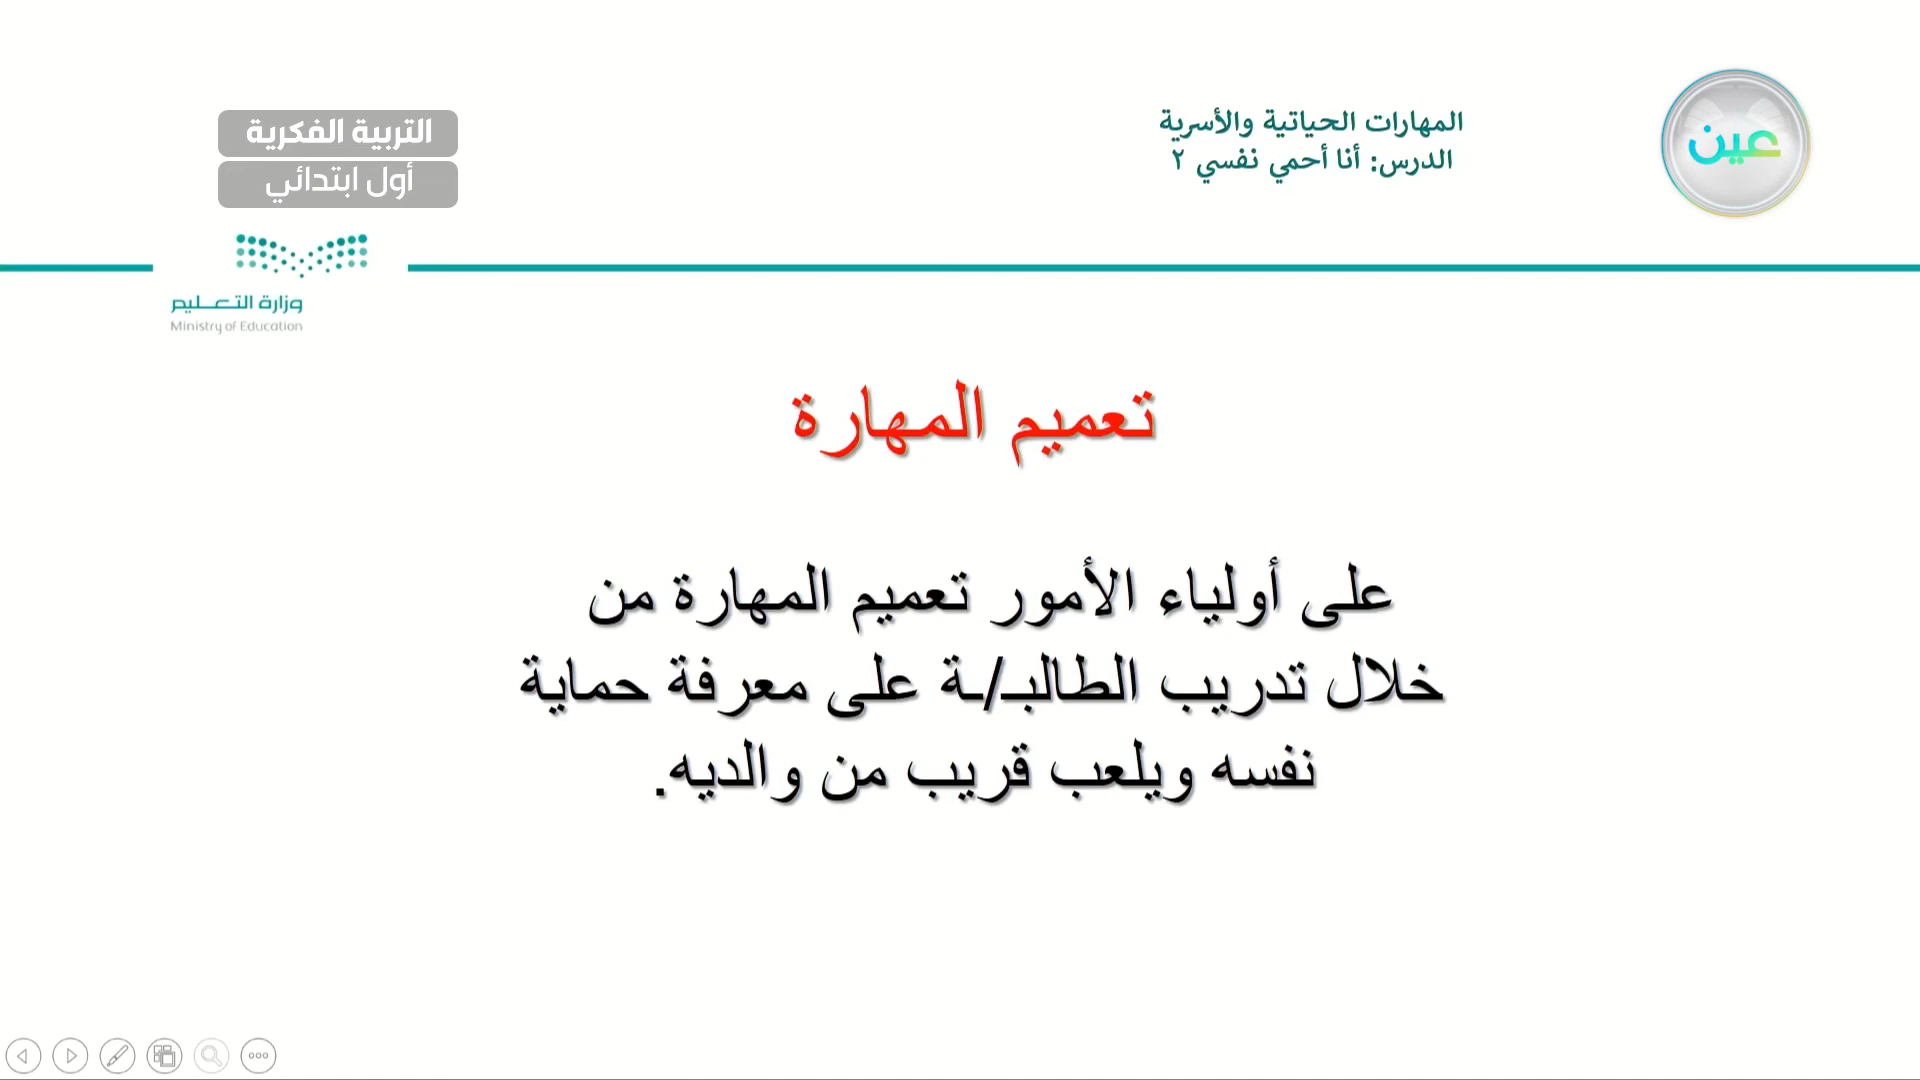 المهارات الحياتية والأسرية
الدرس: أنا أحمي نفسي ٢
عين
التربية الفكرية
أول ابتدائي
وزارة التعـــليم
Ministry of Education
تعميم المهارة
على أولياء الأمور تعميم المهارة من
خلال تدريب الطالبـ/ـة على معرفة حماية
نفسه ويلعب قريب من والديه.